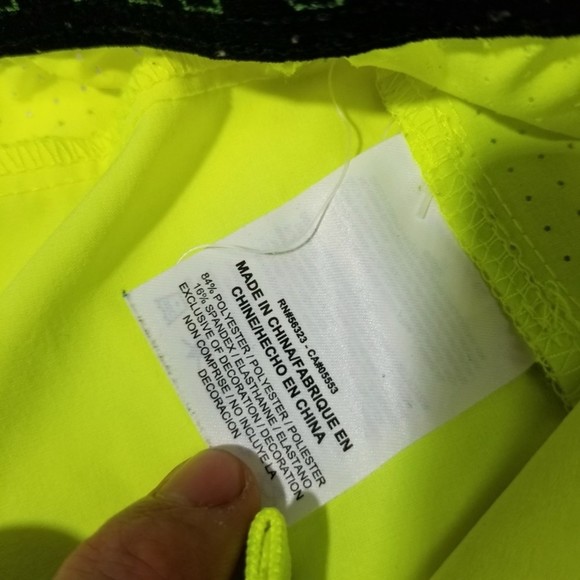 RN#56323 - CA#05553
MADE IN CHINA/FABRIQUE EN
CHINE/HECHO EN CHINA
84% POLYESTER / POLYESTER / POLIESTER
16% SPANDEX / ELASTHANNE / ELASTANO
EXCLUSIVE OF DECORATION / DECORATION
NON COMPRISE / NO INCLUYE LA
DECORACION